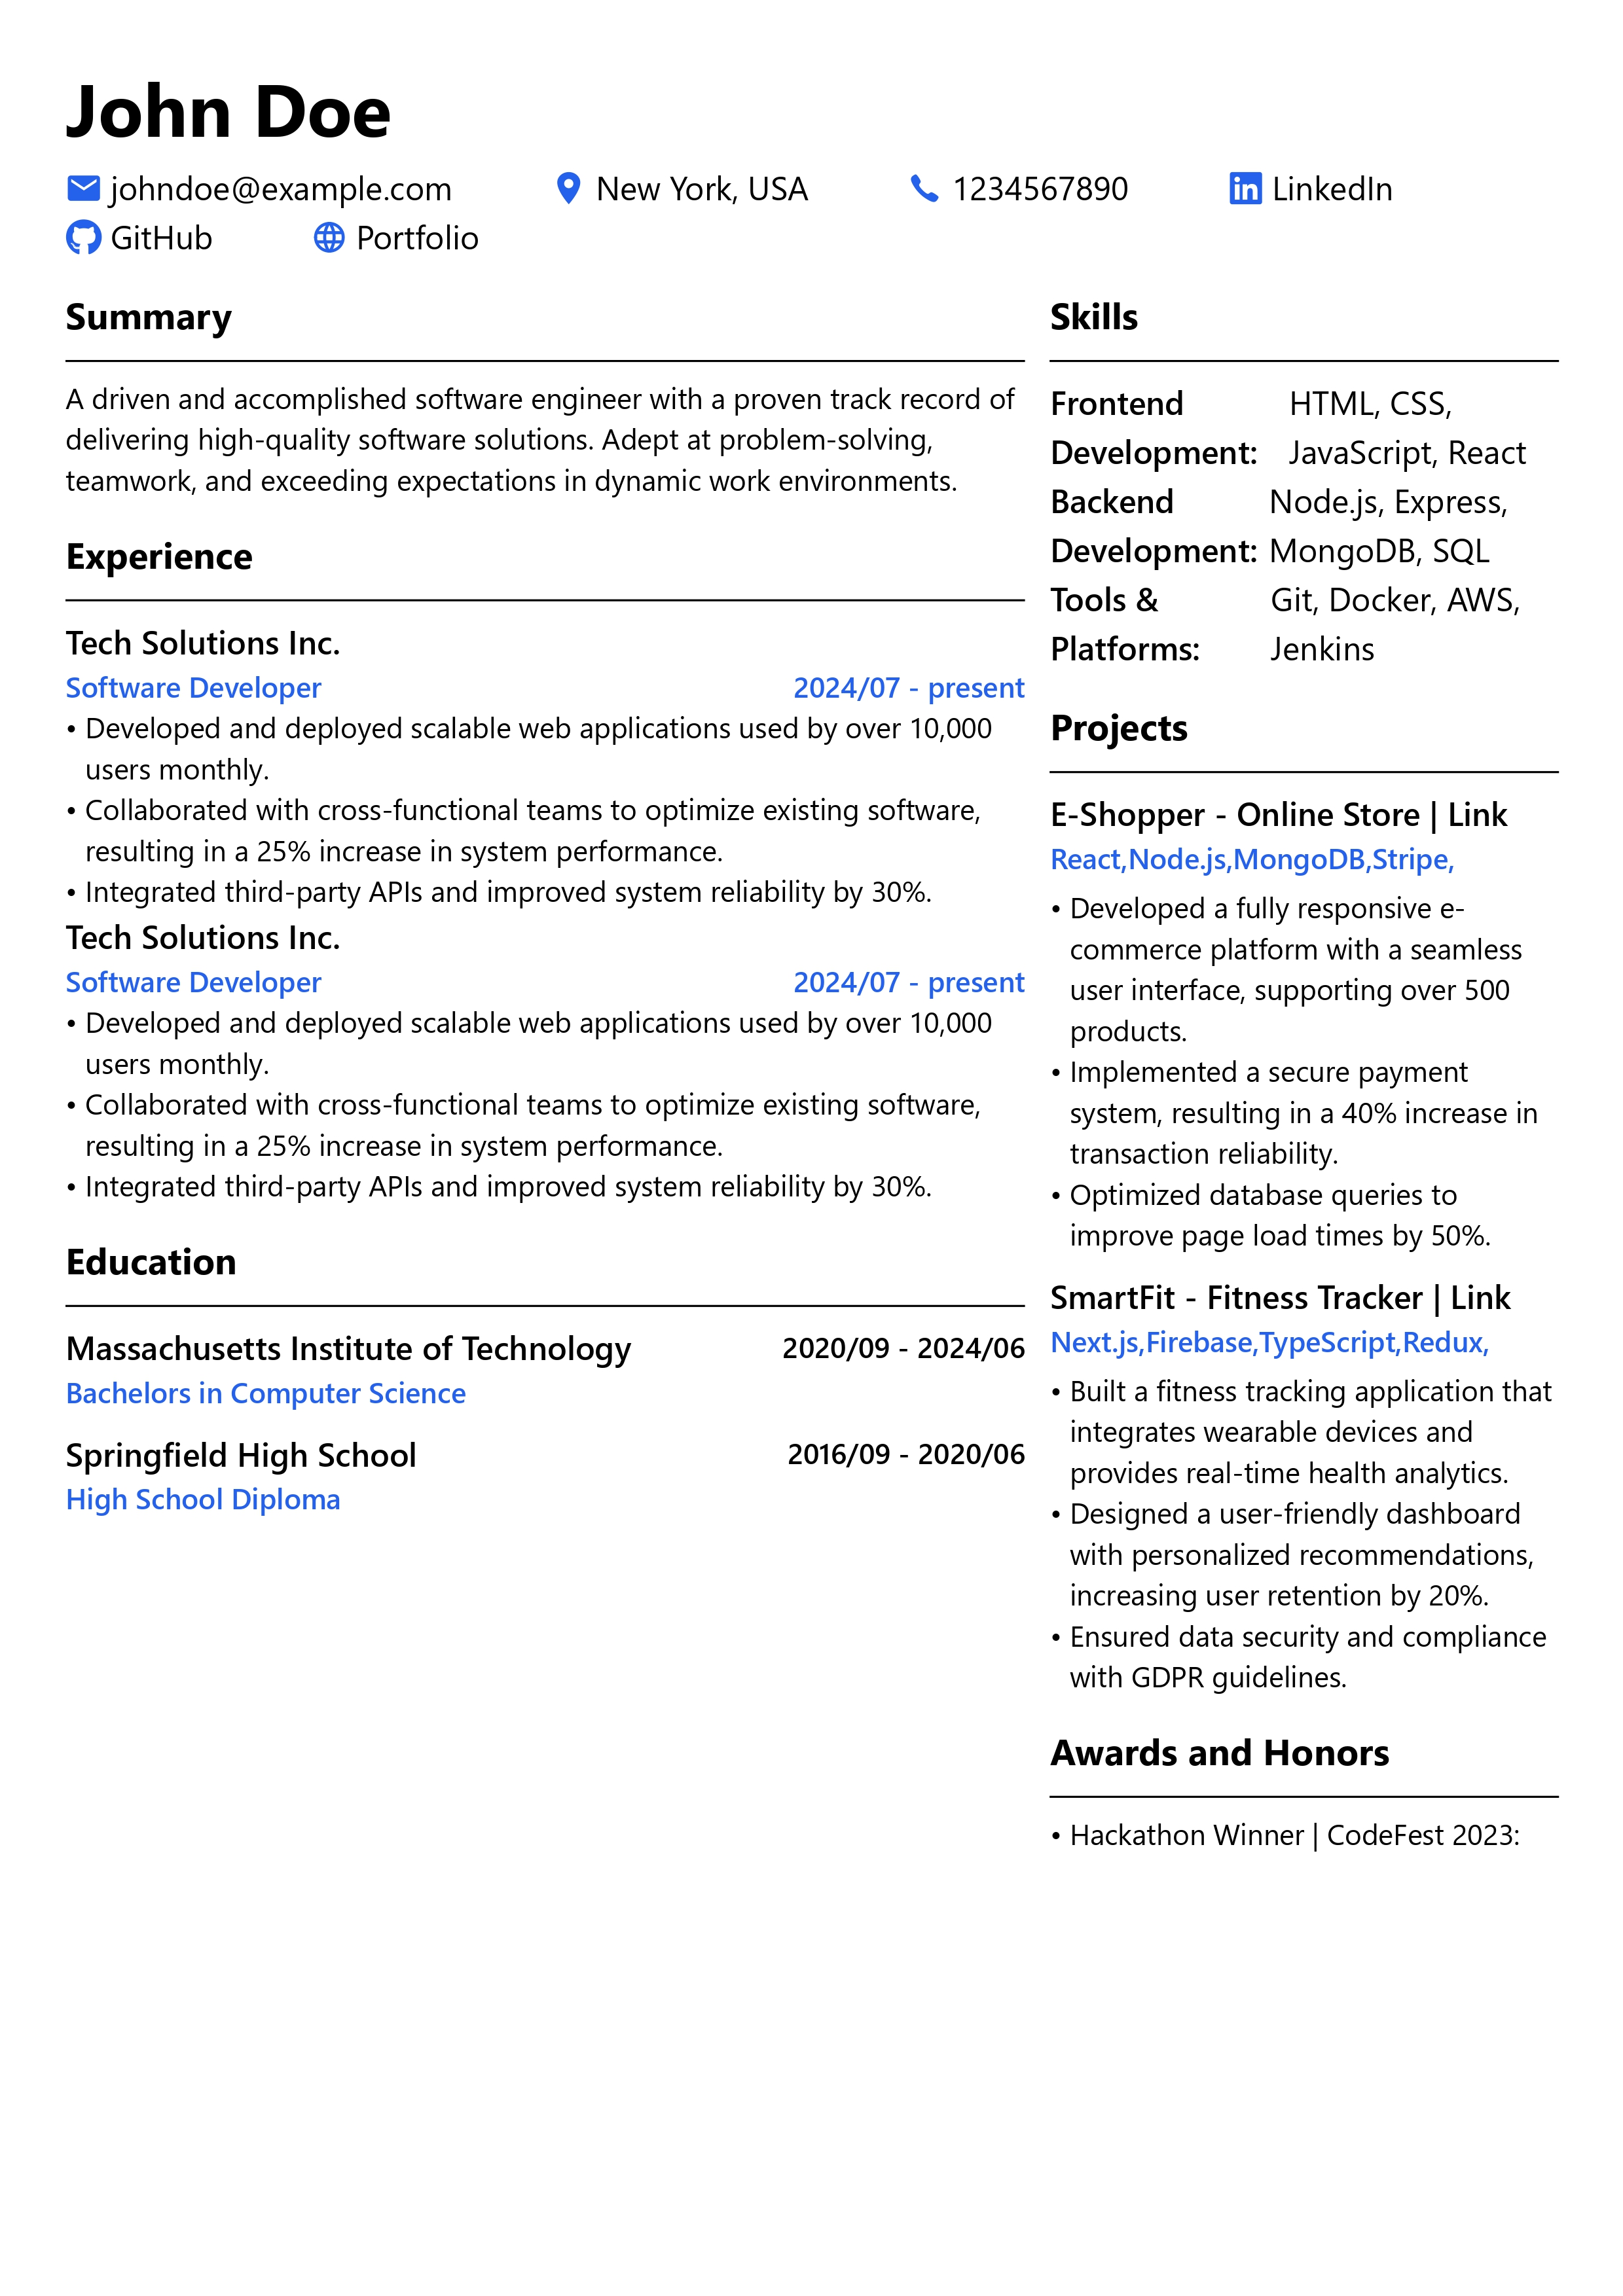 John Doe
johndoe@example.com New York, USA 1234567890 LinkedIn
GitHub Portfolio
Summary
A driven and accomplished software engineer with a proven track record of
delivering high-quality software solutions. Adept at problem-solving,
teamwork, and exceeding expectations in dynamic work environments.
Experience
Tech Solutions Inc.
Software Developer 2024/07 - present
• Developed and deployed scalable web applications used by over 10,000
users monthly.
• Collaborated with cross-functional teams to optimize existing software,
resulting in a 25% increase in system performance.
• Integrated third-party APIs and improved system reliability by 30%.
Tech Solutions Inc.
Software Developer 2024/07 - present
• Developed and deployed scalable web applications used by over 10,000
users monthly.
• Collaborated with cross-functional teams to optimize existing software,
resulting in a 25% increase in system performance.
• Integrated third-party APIs and improved system reliability by 30%.
Education
Massachusetts Institute of Technology 2020/09 - 2024/06
Bachelors in Computer Science
Springfield High School 2016/09 - 2020/06
High School Diploma
Skills
Frontend HTML, CSS,
Development: JavaScript, React
Backend Node.js, Express,
Development: MongoDB, SQL
Tools & Git, Docker, AWS,
Platforms: Jenkins
Projects
E-Shopper - Online Store | Link
React,Node.js,MongoDB,Stripe,
• Developed a fully responsive e-
commerce platform with a seamless
user interface, supporting over 500
products.
• Implemented a secure payment
system, resulting in a 40% increase in
transaction reliability.
• Optimized database queries to
improve page load times by 50%.
SmartFit - Fitness Tracker | Link
Next.js,Firebase,TypeScript,Redux,
• Built a fitness tracking application that
integrates wearable devices and
provides real-time health analytics.
• Designed a user-friendly dashboard
with personalized recommendations,
increasing user retention by 20%.
• Ensured data security and compliance
with GDPR guidelines.
Awards and Honors
• Hackathon Winner | CodeFest 2023: